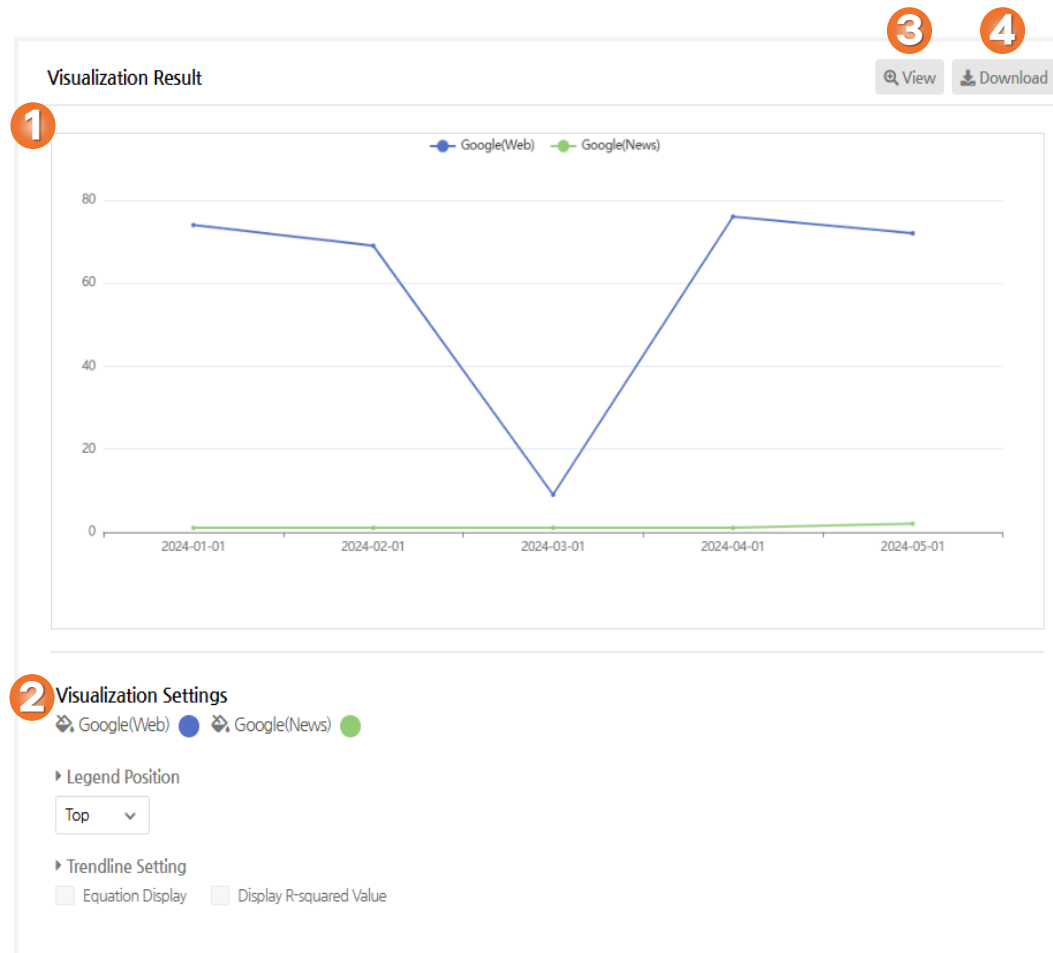 3 4
Visualization Result View Download
1
Google(Web) Google(News)
80
60
40
20
0
2024-01-01 2024-02-01 2024-03-01 2024-04-01 2024-05-01
2 Visualization Settings
Google(Web) Google(News)
Legend Position
Top
Trendline Setting
Equation Display Display R-squared Value